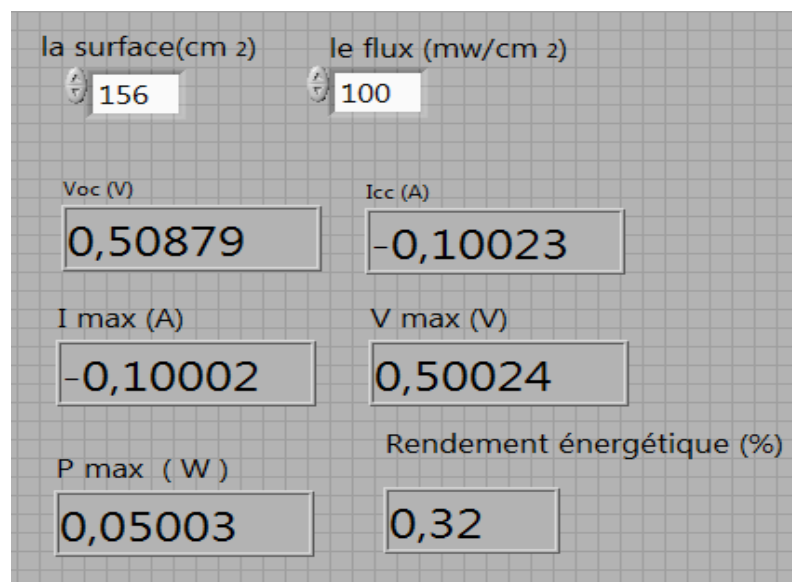 la surface(cm 2) le flux (mw/cm 2)
156 100
Voc (V) Icc (A)
0,50879 -0,10023
I max (A) V max (V)
-0,10002 0,50024
Rendement énergétique (%)
P max ( W )
0,05003 0,32